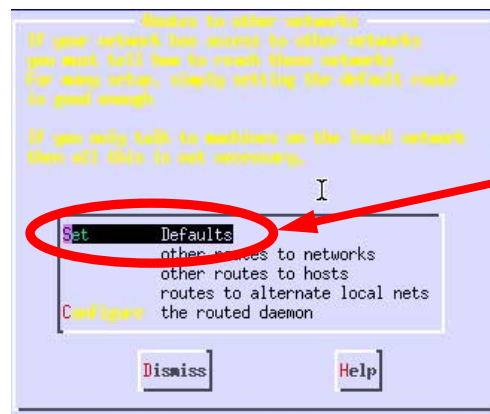 Routes to other networks
If your network has access to other networks
you must tell how to reach those networks
For many setup, simply setting the default route
is good enough
If you only talk to machines on the local network
then all this is not necessary.
Set Defaults
other routes to networks
other routes to hosts
routes to alternate local nets
Configure the routed daemon
Dismiss Help